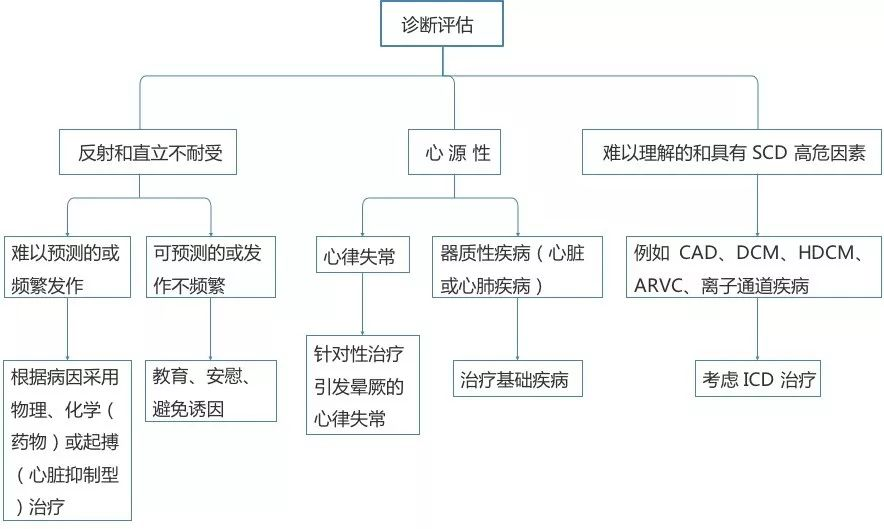 诊断评估
反射和直立不耐受
心 源 性
难以理解的和具有 SCD 高危因素
难以预测的或
频繁发作
可预测的或发
作不频繁
心律失常
器质性疾病（心脏
或心肺疾病）
例如 CAD、DCM、HDCM、
ARVC、离子通道疾病
根据病因采用
物理、化学（
药物）或起搏
（心脏抑制型
）治疗
教育、安慰、
避免诱因
针对性治疗
引发晕厥的
心律失常
治疗基础疾病
考虑 ICD 治疗